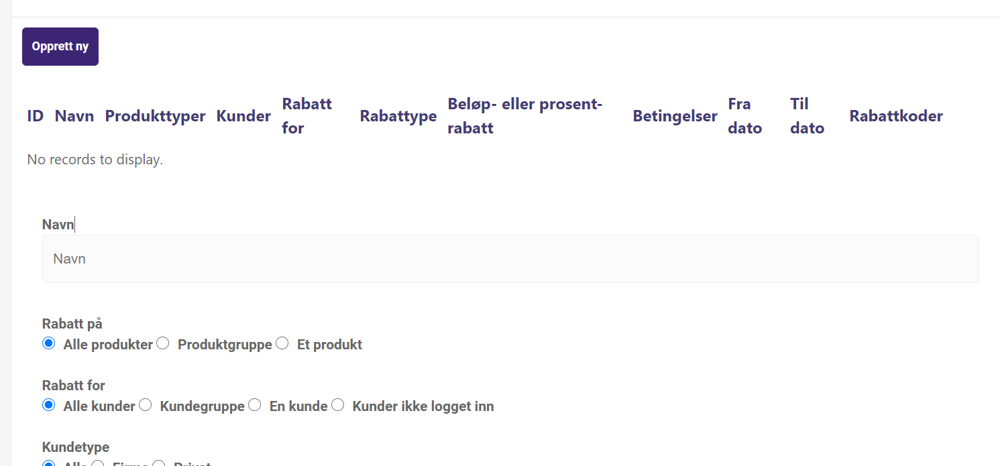 Opprett ny
ID Navn Produkttyper Kunder Rabatt for Rabattype Beløp- eller prosent-rabatt Betingelser Fra dato Til dato Rabattkoder
No records to display.
Navn
Navn
Rabatt på
Alle produkter Produktgruppe Et produkt
Rabatt for
Alle kunder Kundegruppe En kunde Kunder ikke logget inn
Kundetype
Alle Firma Privat